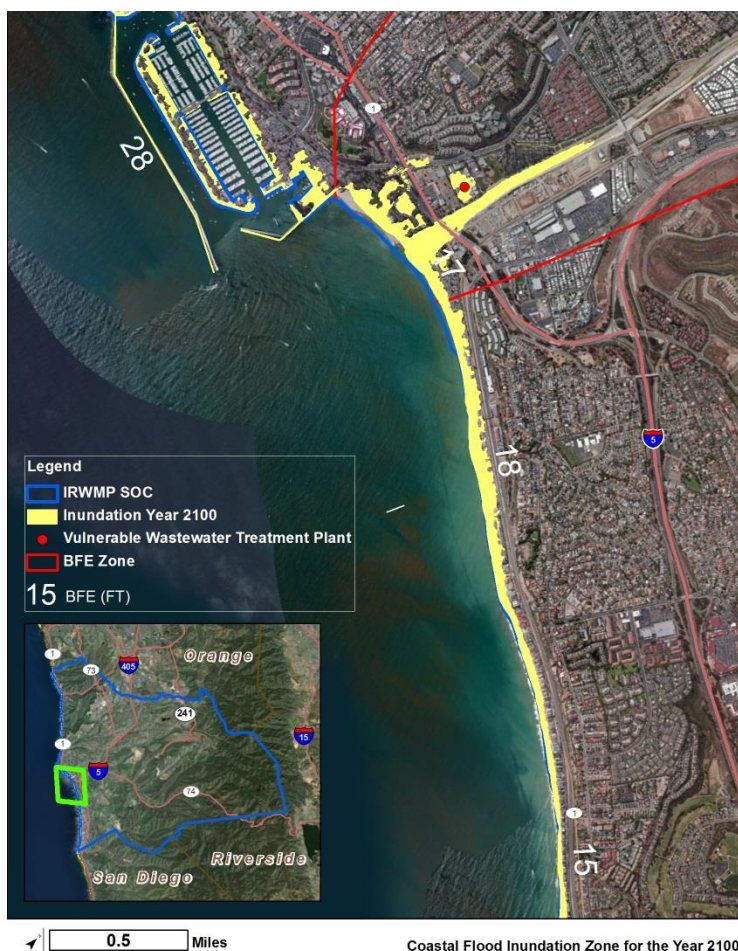 28
1
17
18
5
Legend
IRWMP SOC
Inundation Year 2100
Vulnerable Wastewater Treatment Plant
BFE Zone
15 BFE (FT)
1
73
405
Orange
241
1
15
5
74
Riverside
San Diego
1
15
0.5 Miles
Coastal Flood Inundation Zone for the Year 2100